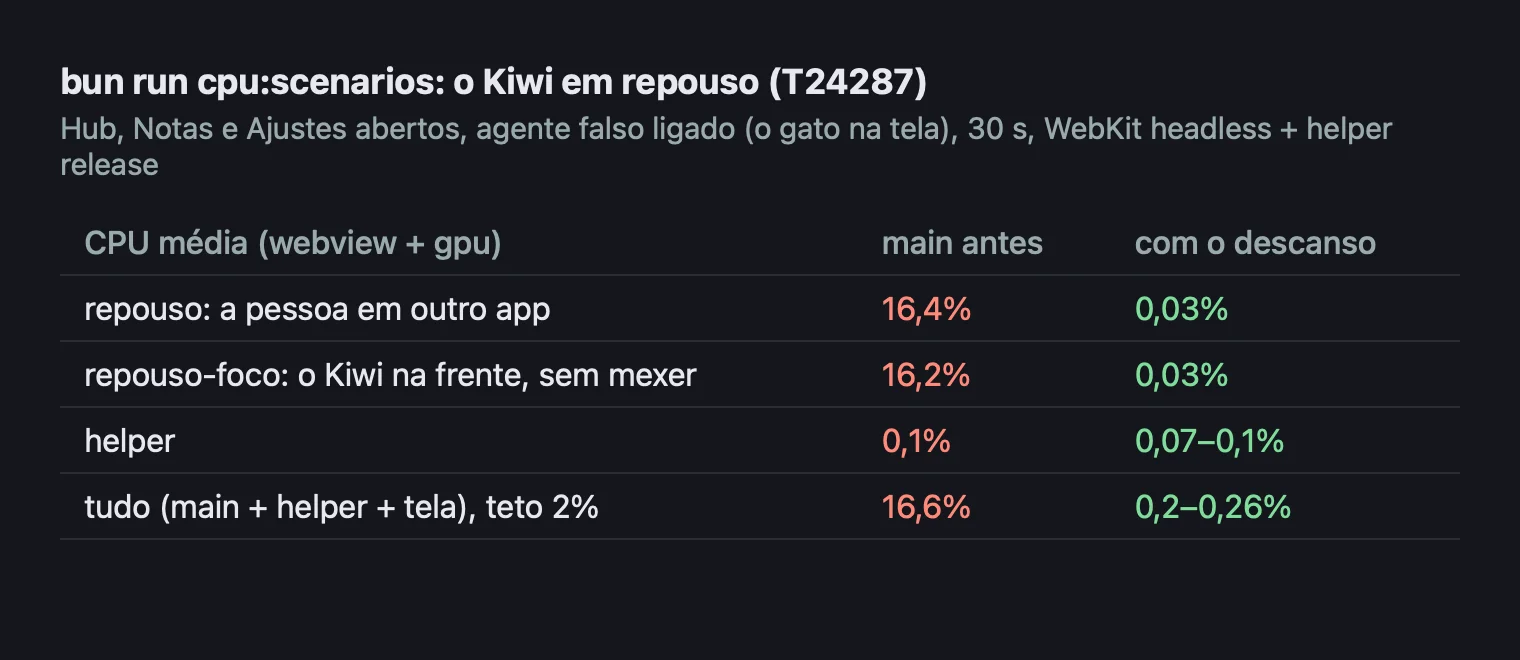 bun run cpu:scenarios: o Kiwi em repouso (T24287)
Hub, Notas e Ajustes abertos, agente falso ligado (o gato na tela), 30 s, WebKit headless + helper
release
CPU média (webview + gpu) main antes com o descanso
repouso: a pessoa em outro app 16,4% 0,03%
repouso-foco: o Kiwi na frente, sem mexer 16,2% 0,03%
helper 0,1% 0,07–0,1%
tudo (main + helper + tela), teto 2% 16,6% 0,2–0,26%